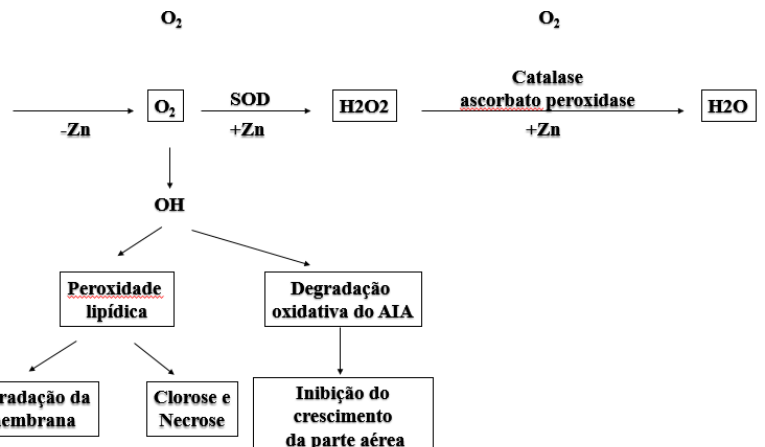 O2
O2
Catalase
ascorbato peroxidase
O2
SOD
H2O2
H2O
-Zn
+Zn
+Zn
OH
Peroxidade
lipídica
Degradação
oxidativa do AIA
radação da
embrana
Clorose e
Necrose
Inibição do
crescimento
da parte aérea